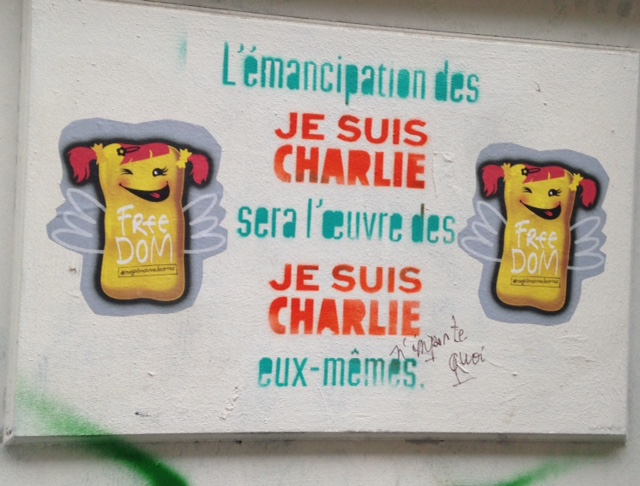 L'émancipation des
JE SUIS
CHARLIE
sera l'œuvre des
JE SUIS
CHARLIE
eux-mêmes.
n'importe
quoi
FRee
DOM
FRee
DOM